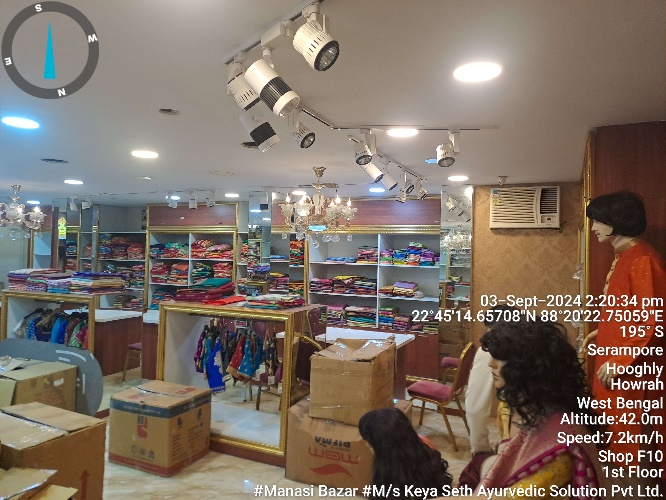 S
W
E
N
03-Sept-2024 2:20:34 pm
22°45'14.65708"N 88°20'22.75059"E
195° S
Serampore
Hooghly
Howrah
West Bengal
Altitude:42.0m
Speed:7.2km/h
Shop F10
1st Floor
#Manasi Bazar #M/s Keya Seth Ayurvedic Solution Pvt Ltd.
mem